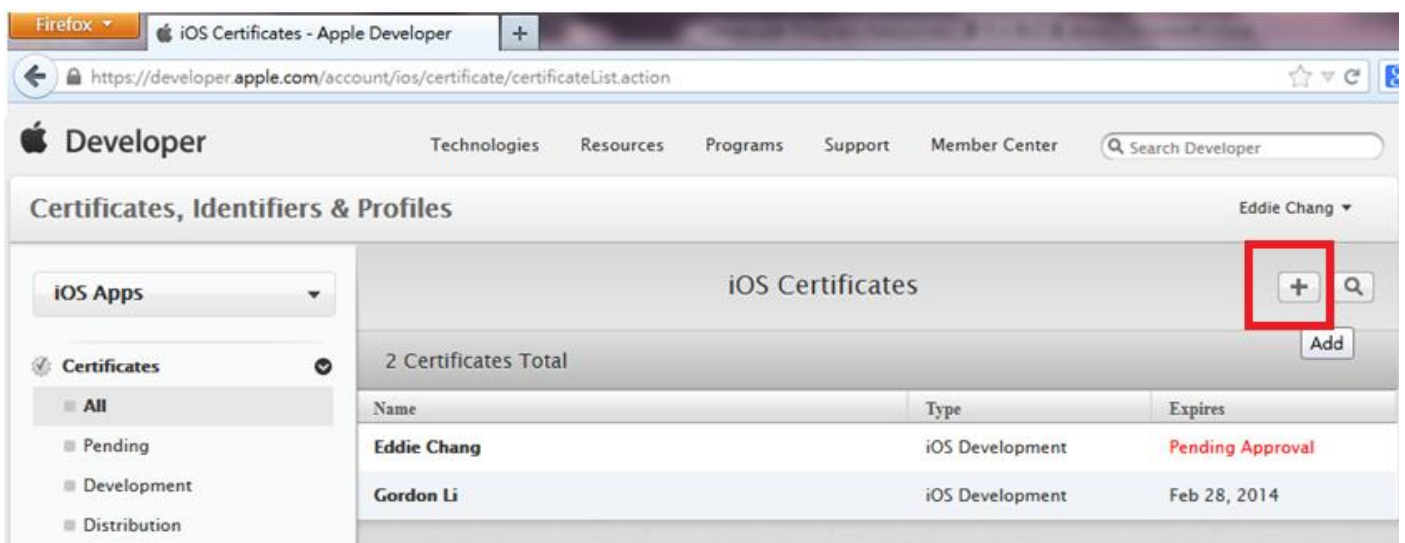 Firefox
iOS Certificates - Apple Developer
https://developer.apple.com/account/ios/certificate/certificateList.action
Developer Technologies Resources Programs Support Member Center Search Developer
Certificates, Identifiers & Profiles Eddie Chang
iOS Apps iOS Certificates
Add
Certificates 2 Certificates Total
All Name Type Expires
Pending Eddie Chang iOS Development Pending Approval
Development Gordon Li iOS Development Feb 28, 2014
Distribution